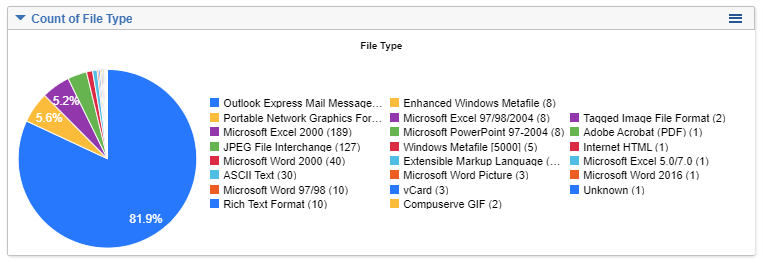 Count of File Type
File Type
5.2%
5.6%
81.9%
Outlook Express Mail Message...
Portable Network Graphics For...
Microsoft Excel 2000 (189)
JPEG File Interchange (127)
Microsoft Word 2000 (40)
ASCII Text (30)
Microsoft Word 97/98 (10)
Rich Text Format (10)
Enhanced Windows Metafile (8)
Microsoft Excel 97/98/2004 (8)
Microsoft PowerPoint 97-2004 (8)
Windows Metafile [5000] (5)
Extensible Markup Language (...
Microsoft Word Picture (3)
vCard (3)
Compuserve GIF (2)
Tagged Image File Format (2)
Adobe Acrobat (PDF) (1)
Internet HTML (1)
Microsoft Excel 5.0/7.0 (1)
Microsoft Word 2016 (1)
Unknown (1)